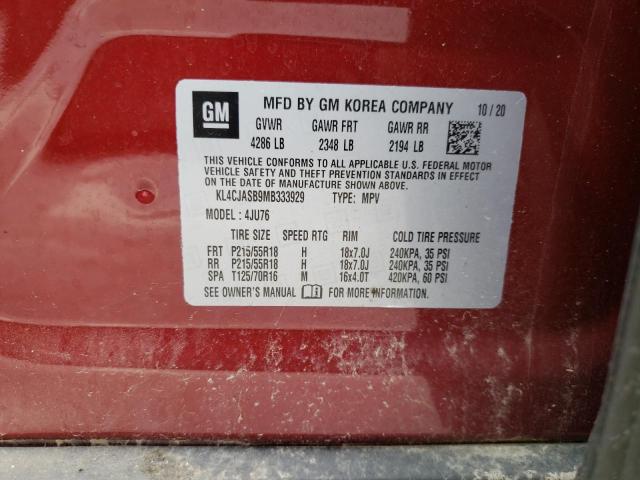 GM MFD BY GM KOREA COMPANY 10/20
GVWR GAWR FRT GAWR RR
4286 LB 2348 LB 2194 LB
THIS VEHICLE CONFORMS TO ALL APPLICABLE U.S. FEDERAL MOTOR
VEHICLE SAFETY AND THEFT PREVENTION STANDARDS IN EFFECT ON
THE DATE OF MANUFACTURE SHOWN ABOVE.
KL4CJASB9MB333929 TYPE: MPV
MODEL : 4JU76
TIRE SIZE SPEED RTG RIM COLD TIRE PRESSURE
FRT P215/55R18 H 18x7.0J 240KPA, 35 PSI
RR P215/55R18 H 18x7.0J 240KPA, 35 PSI
SPA T125/70R16 M 16x4.0T 420KPA, 60 PSI
SEE OWNER'S MANUAL FOR MORE INFORMATION.